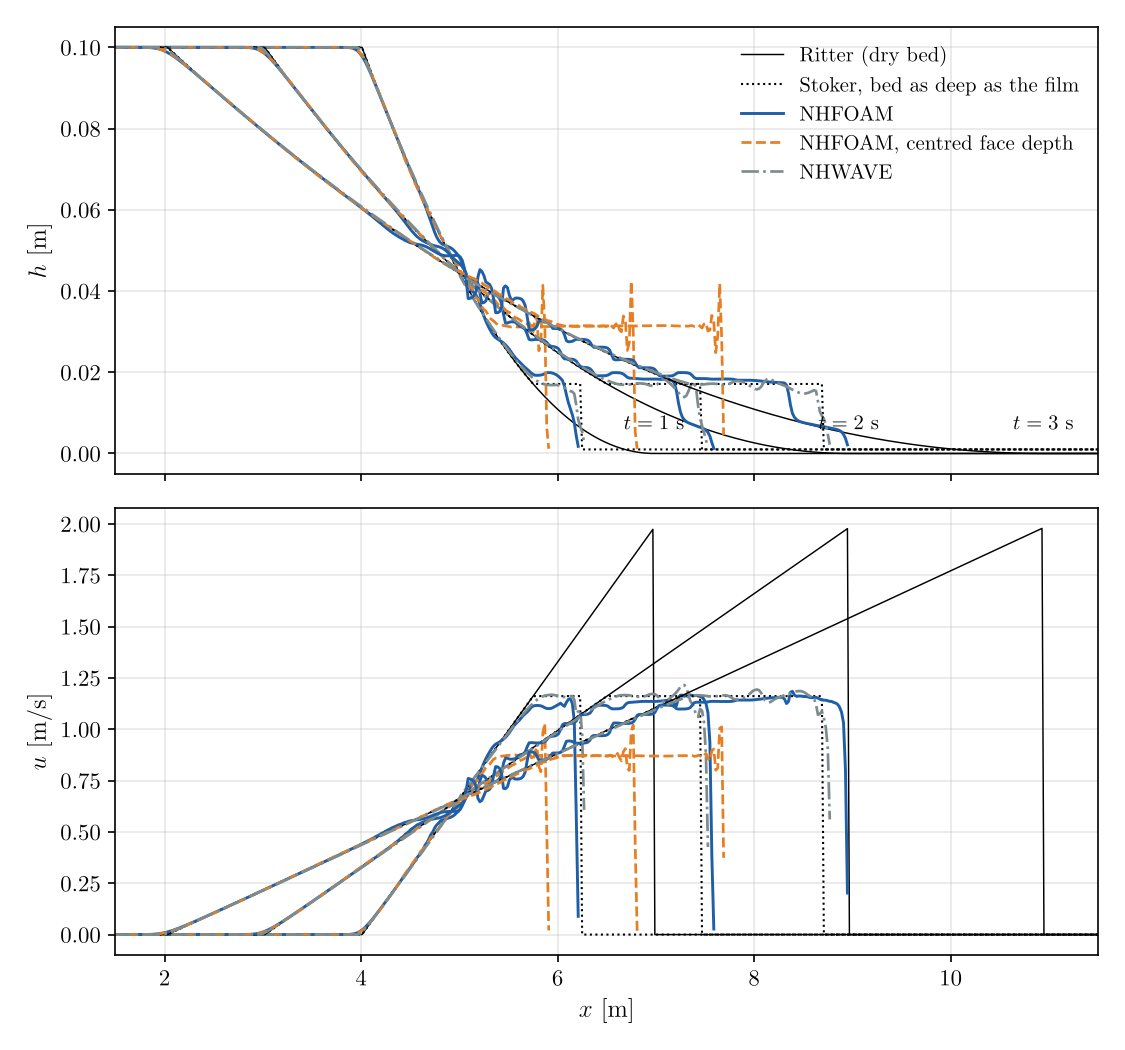 Ritter (dry bed)
Stoker, bed as deep as the film
NHFOAM
NHFOAM, centred face depth
NHWAVE
h [m]
0.10
0.08
0.06
0.04
0.02
0.00
t = 1 s
t = 2 s
t = 3 s
u [m/s]
2.00
1.75
1.50
1.25
1.00
0.75
0.50
0.25
0.00
2
4
6
8
10
x [m]